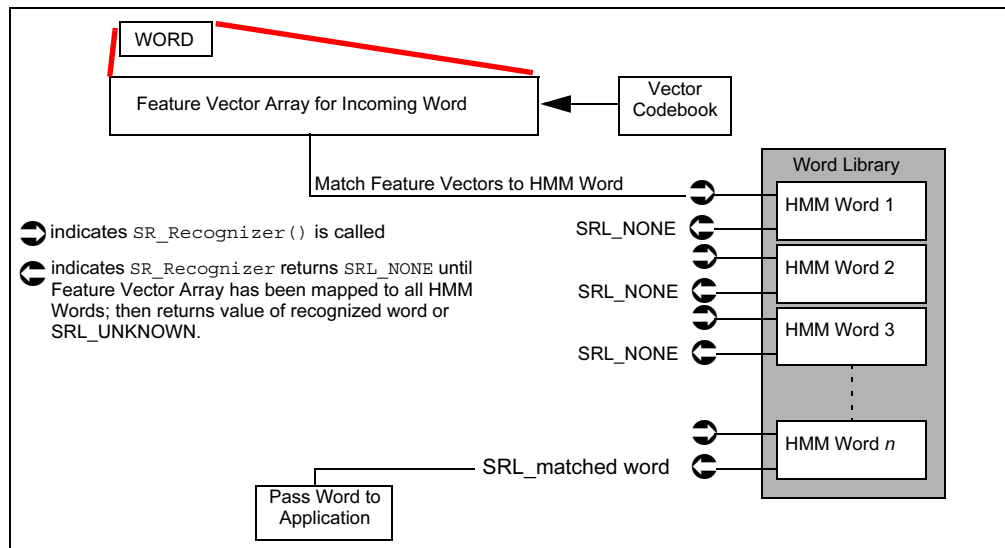 WORD
Feature Vector Array for Incoming Word
Vector
Codebook
Word Library
Match Feature Vectors to HMM Word
HMM Word 1
indicates SR_Recognizer() is called
SRL_NONE
HMM Word 2
indicates SR_Recognizer returns SRL_NONE until
Feature Vector Array has been mapped to all HMM
Words; then returns value of recognized word or
SRL_UNKNOWN.
SRL_NONE
HMM Word 3
SRL_NONE
HMM Word n
SRL_matched word
Pass Word to
Application